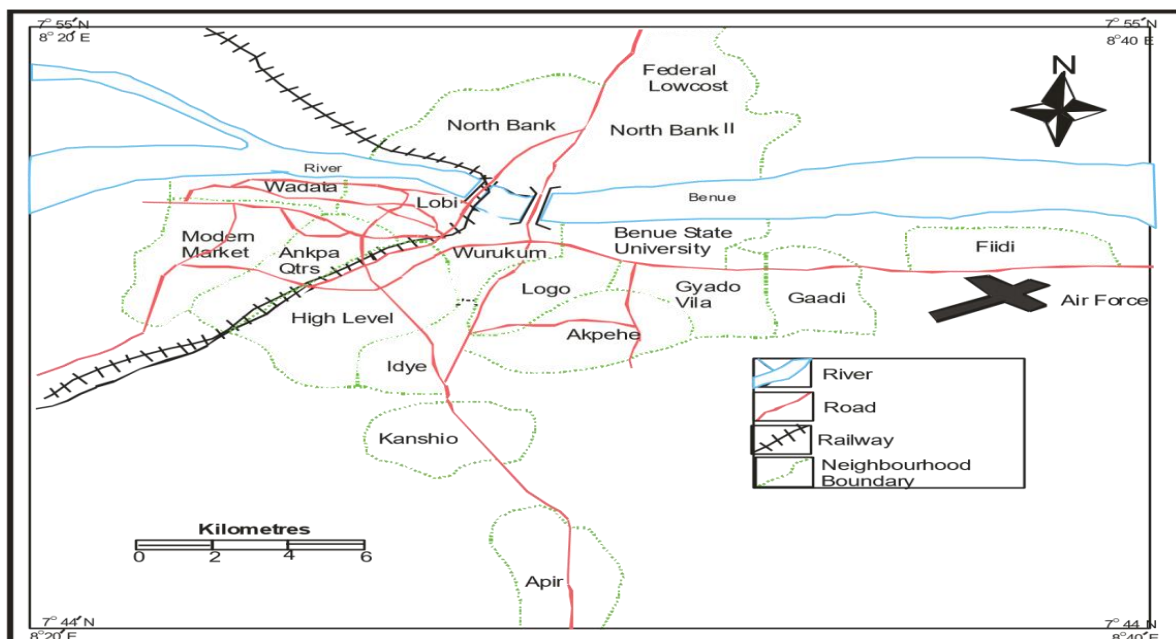 7° 55′ N
8° 20 E
7° 55′ N
8° 40 E
N
Federal
Lowcost
North Bank
North Bank II
River
Wadata
Lobi
Benue
Modern
Market
Ankpa
Qtrs
Wurukum
Benue State
University
Fiidi
Logo
Gyado
Vila
Gaadi
Air Force
High Level
Akpehe
Idye
River
Road
Kanshio
Railway
Neighbourhood
Boundary
Kilometres
0 2 4 6
Apir
7° 44′ N
8° 20′ E
7° 44′ N
8° 40′ E